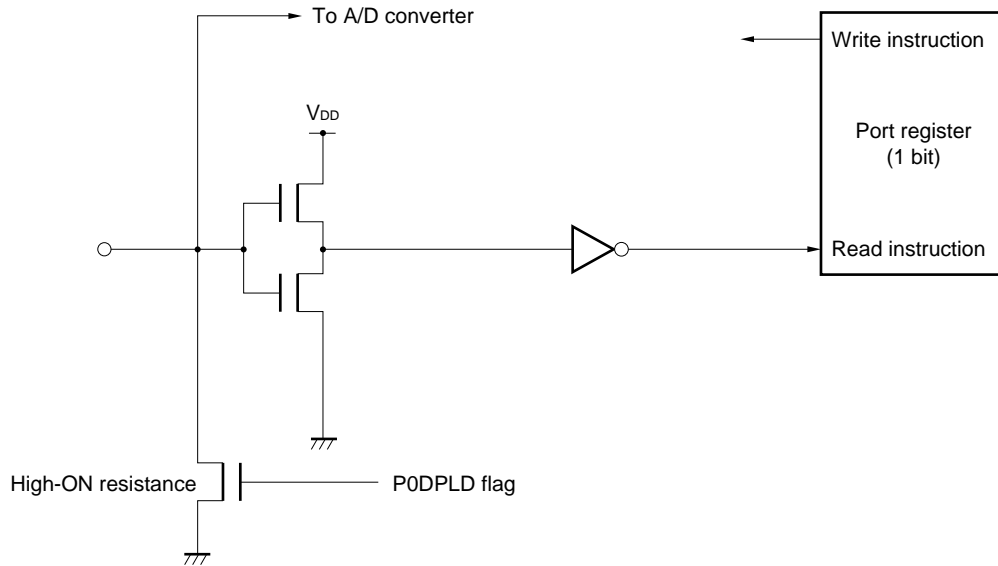 To A/D converter
Write instruction
VDD
Port register
(1 bit)
Read instruction
High-ON resistance
P0DPLD flag